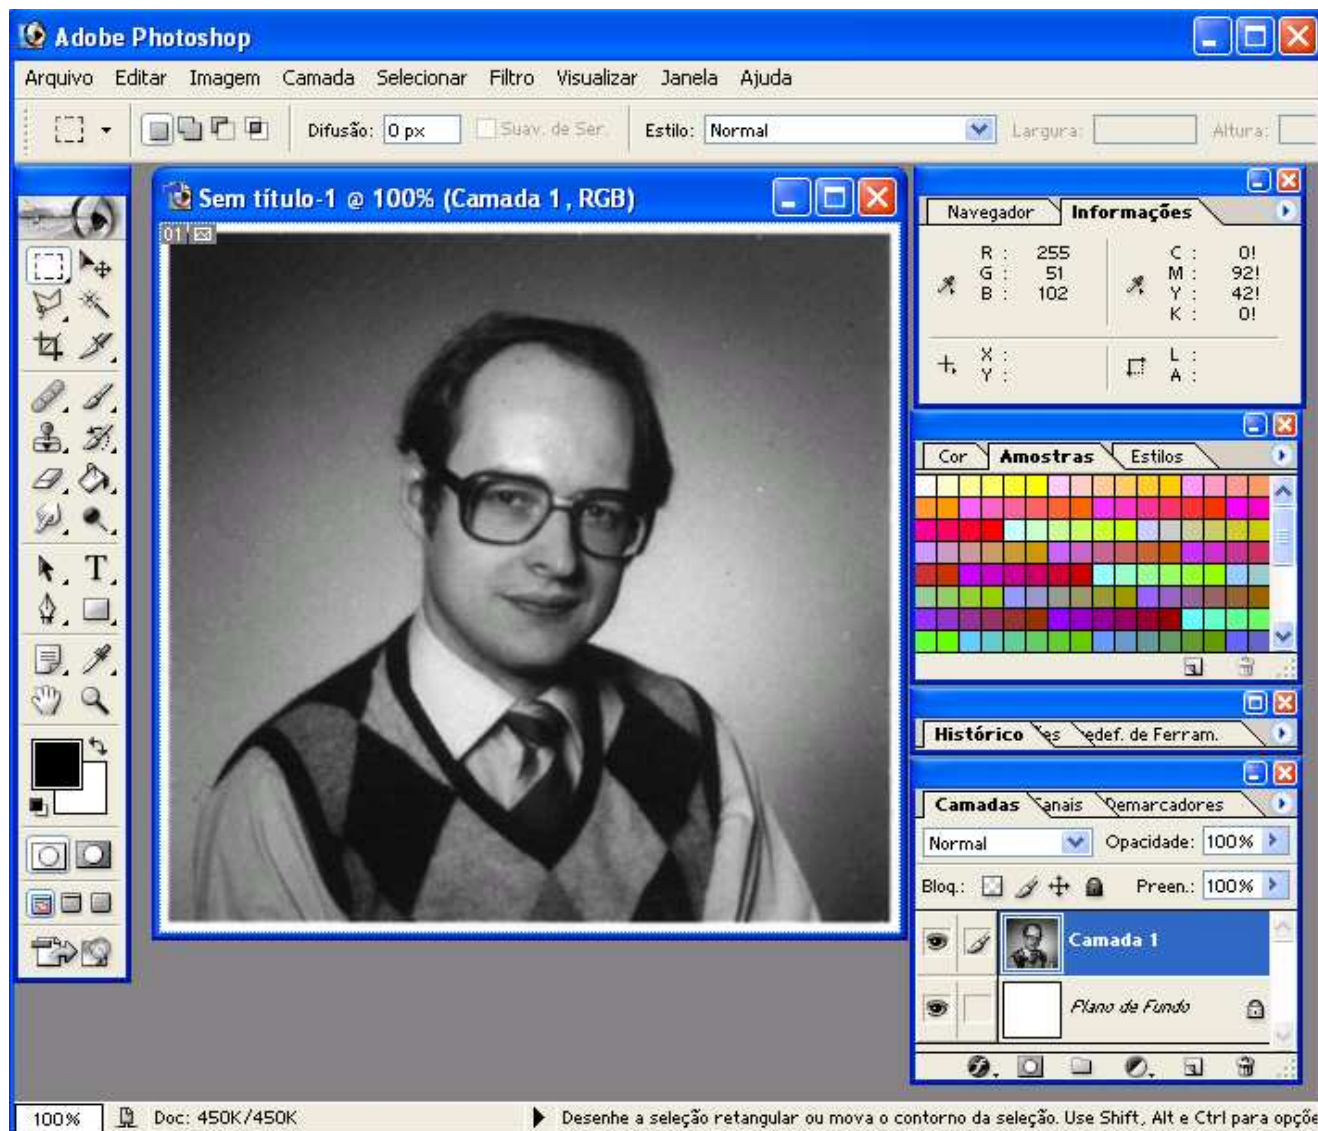 Adobe Photoshop
Arquivo Editar Imagem Camada Selecionar Filtro Visualizar Janela Ajuda
Difusão: 0 px Suav. de Ser. Estilo: Normal Largura: Altura:
Sem título-1 @ 100% (Camada 1, RGB)
01
Navegador Informações
R : 255 C : 0!
G : 51 M : 92!
B : 102 Y : 42!
K : 0!
X : L :
Y : A :
Cor Amostras Estilos
T
Histórico edef. de Ferram.
Camadas anais Demarcadores
Normal Opacidade: 100%
Bloq.: Preen.: 100%
Camada 1
Plano de Fundo
100% Doc: 450K/450K Desenhe a seleção retangular ou mova o contorno da seleção. Use Shift, Alt e Ctrl para opçõe